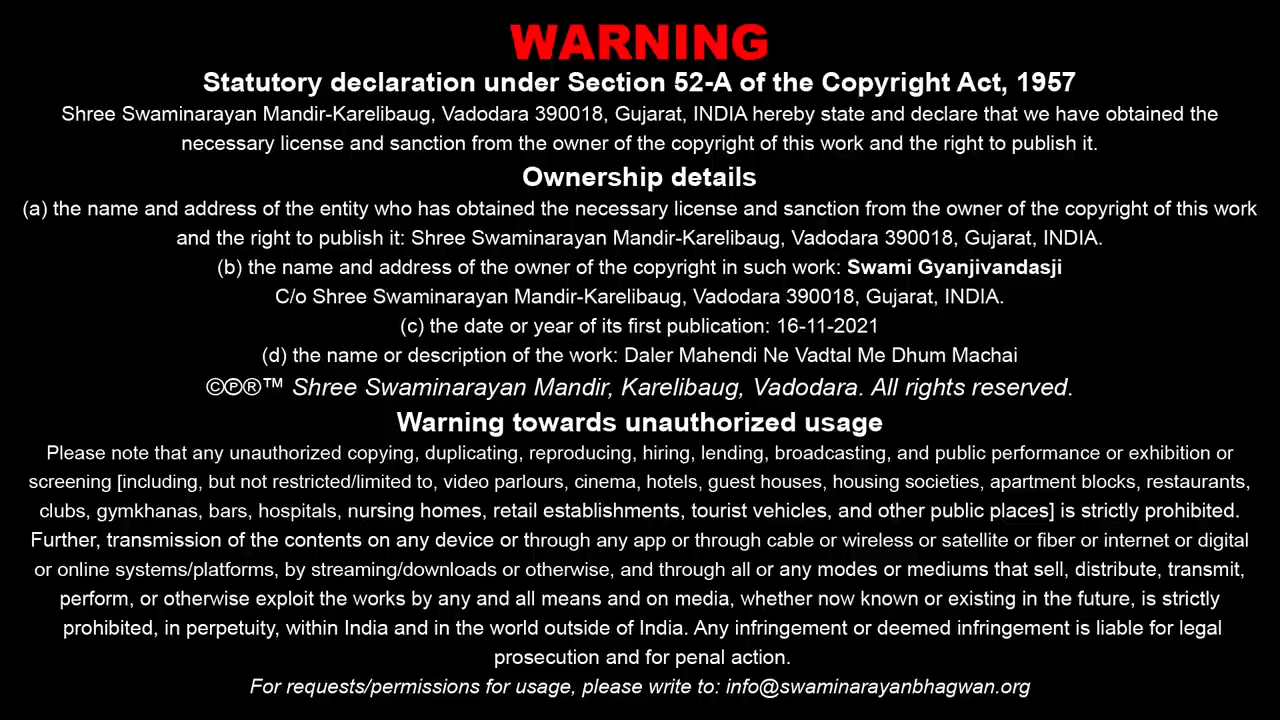 WARNING
Statutory declaration under Section 52-A of the Copyright Act, 1957
Shree Swaminarayan Mandir-Karelibaug, Vadodara 390018, Gujarat, INDIA hereby state and declare that we have obtained the
necessary license and sanction from the owner of the copyright of this work and the right to publish it.
Ownership details
(a) the name and address of the entity who has obtained the necessary license and sanction from the owner of the copyright of this work
and the right to publish it: Shree Swaminarayan Mandir-Karelibaug, Vadodara 390018, Gujarat, INDIA.
(b) the name and address of the owner of the copyright in such work: Swami Gyanjivandasji
C/o Shree Swaminarayan Mandir-Karelibaug, Vadodara 390018, Gujarat, INDIA.
(c) the date or year of its first publication: 16-11-2021
(d) the name or description of the work: Daler Mahendi Ne Vadtal Me Dhum Machai
©℗®™ Shree Swaminarayan Mandir, Karelibaug, Vadodara. All rights reserved.
Warning towards unauthorized usage
Please note that any unauthorized copying, duplicating, reproducing, hiring, lending, broadcasting, and public performance or exhibition or
screening [including, but not restricted/limited to, video parlours, cinema, hotels, guest houses, housing societies, apartment blocks, restaurants,
clubs, gymkhanas, bars, hospitals, nursing homes, retail establishments, tourist vehicles, and other public places] is strictly prohibited.
Further, transmission of the contents on any device or through any app or through cable or wireless or satellite or fiber or internet or digital
or online systems/platforms, by streaming/downloads or otherwise, and through all or any modes or mediums that sell, distribute, transmit,
perform, or otherwise exploit the works by any and all means and on media, whether now known or existing in the future, is strictly
prohibited, in perpetuity, within India and in the world outside of India. Any infringement or deemed infringement is liable for legal
prosecution and for penal action.
For requests/permissions for usage, please write to: info@swaminarayanbhagwan.org